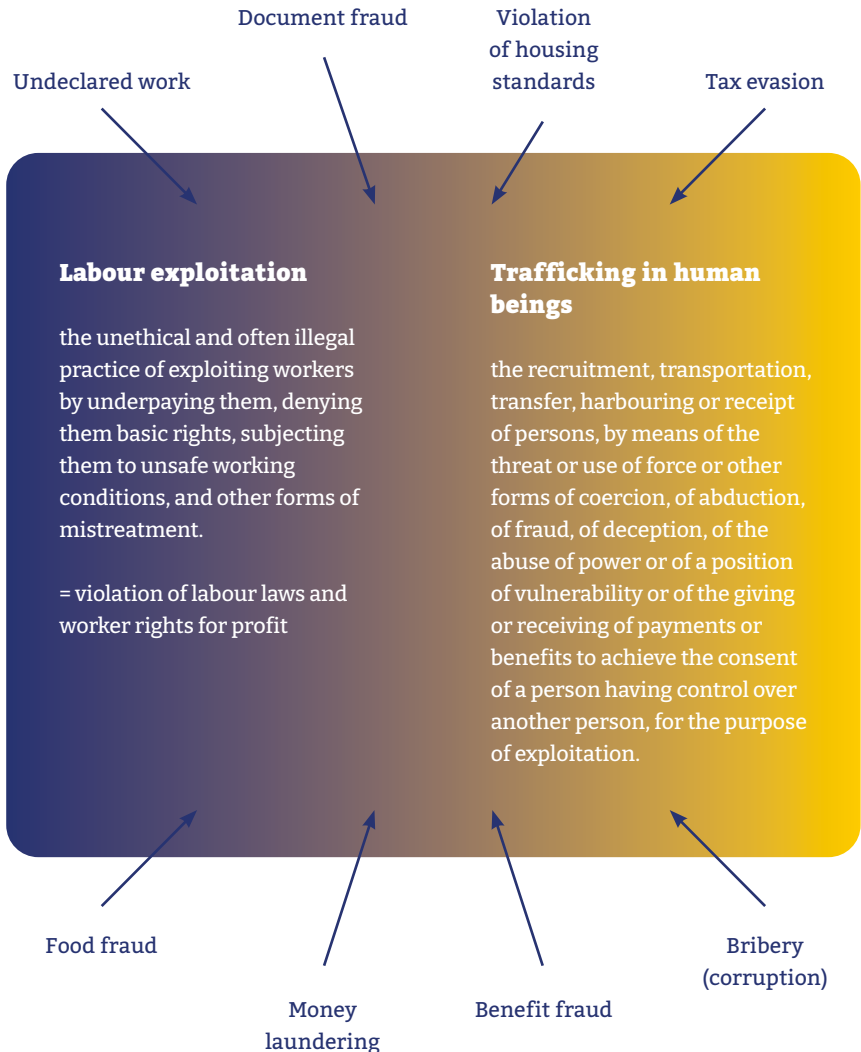 Document fraud
Violation
of housing
standards
Undeclared work
Tax evasion
Labour exploitation
the unethical and often illegal
practice of exploiting workers
by underpaying them, denying
them basic rights, subjecting
them to unsafe working
conditions, and other forms of
mistreatment.
= violation of labour laws and
worker rights for profit
Trafficking in human
beings
the recruitment, transportation,
transfer, harbouring or receipt
of persons, by means of the
threat or use of force or other
forms of coercion, of abduction,
of fraud, of deception, of the
abuse of power or of a position
of vulnerability or of the giving
or receiving of payments or
benefits to achieve the consent
of a person having control over
another person, for the purpose
of exploitation.
Food fraud
Money
laundering
Benefit fraud
Bribery
(corruption)